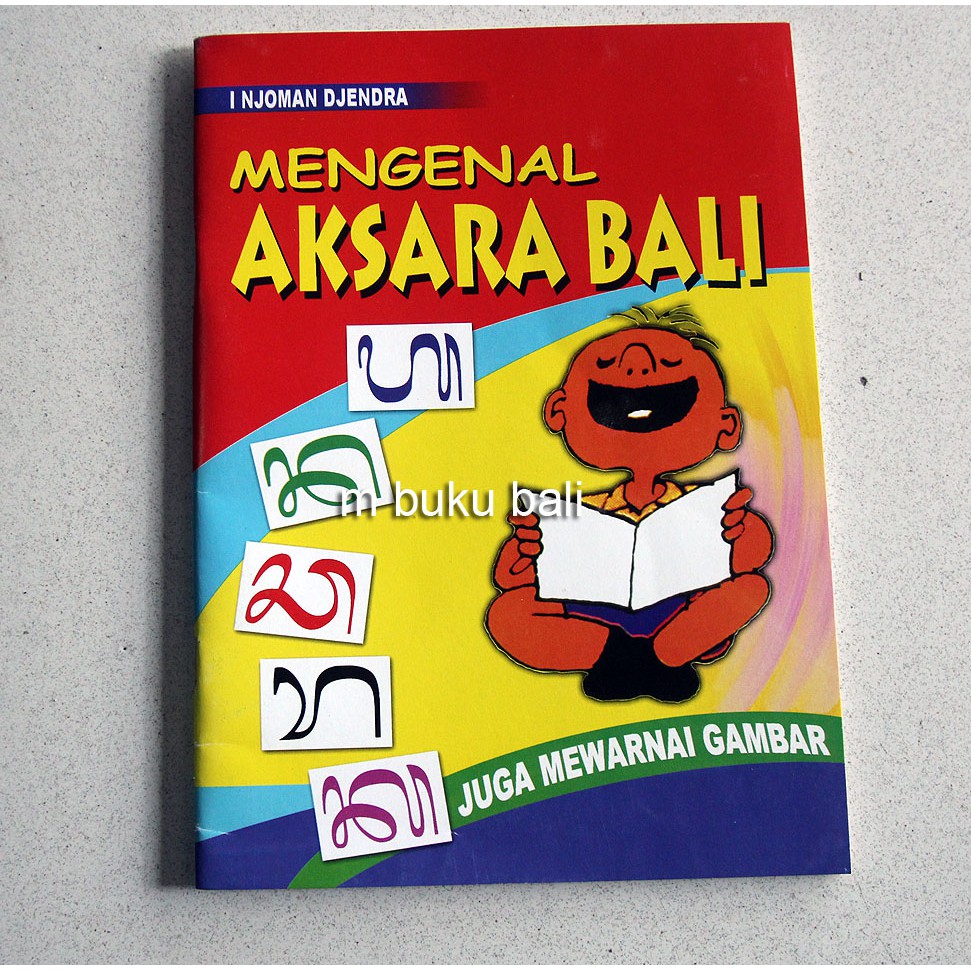 I NJOMAN DJENDRA
MENGENAL
AKSARA BALI
ᬳ
ᬦ
m buku bali
ᬘ
ᬭ
ᬓ
JUGA MEWARNAI GAMBAR